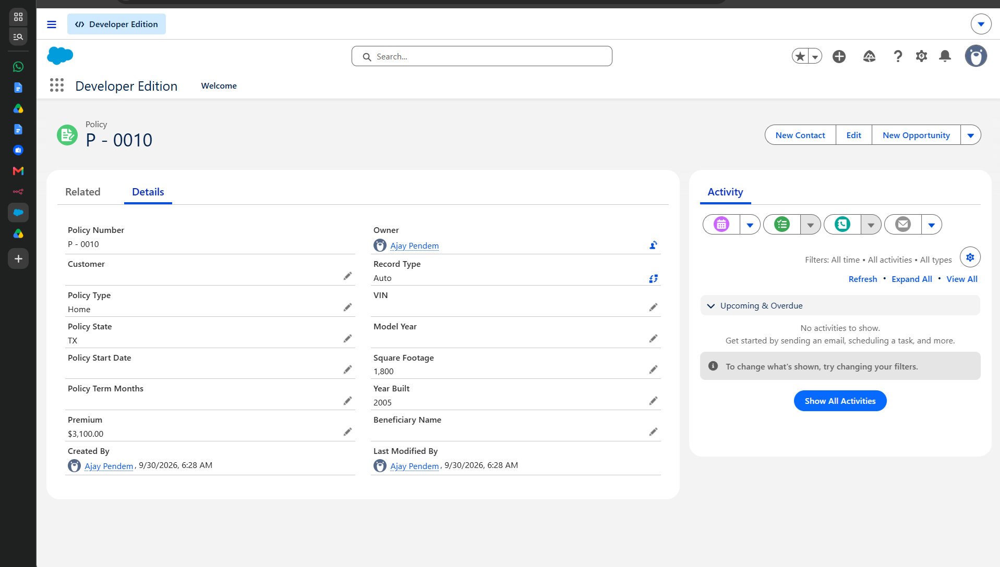 Developer Edition
Search...
Developer Edition
Welcome
Policy
P - 0010
New Contact
Edit
New Opportunity
Related
Details
Policy Number
P - 0010
Owner
Ajay Pendem
Customer
Record Type
Auto
Policy Type
Home
VIN
Policy State
TX
Model Year
Policy Start Date
Square Footage
1,800
Policy Term Months
Year Built
2005
Premium
$3,100.00
Beneficiary Name
Created By
Ajay Pendem, 9/30/2026, 6:28 AM
Last Modified By
Ajay Pendem, 9/30/2026, 6:28 AM
Activity
Filters: All time • All activities • All types
Refresh • Expand All • View All
Upcoming & Overdue
No activities to show.
Get started by sending an email, scheduling a task, and more.
To change what's shown, try changing your filters.
Show All Activities